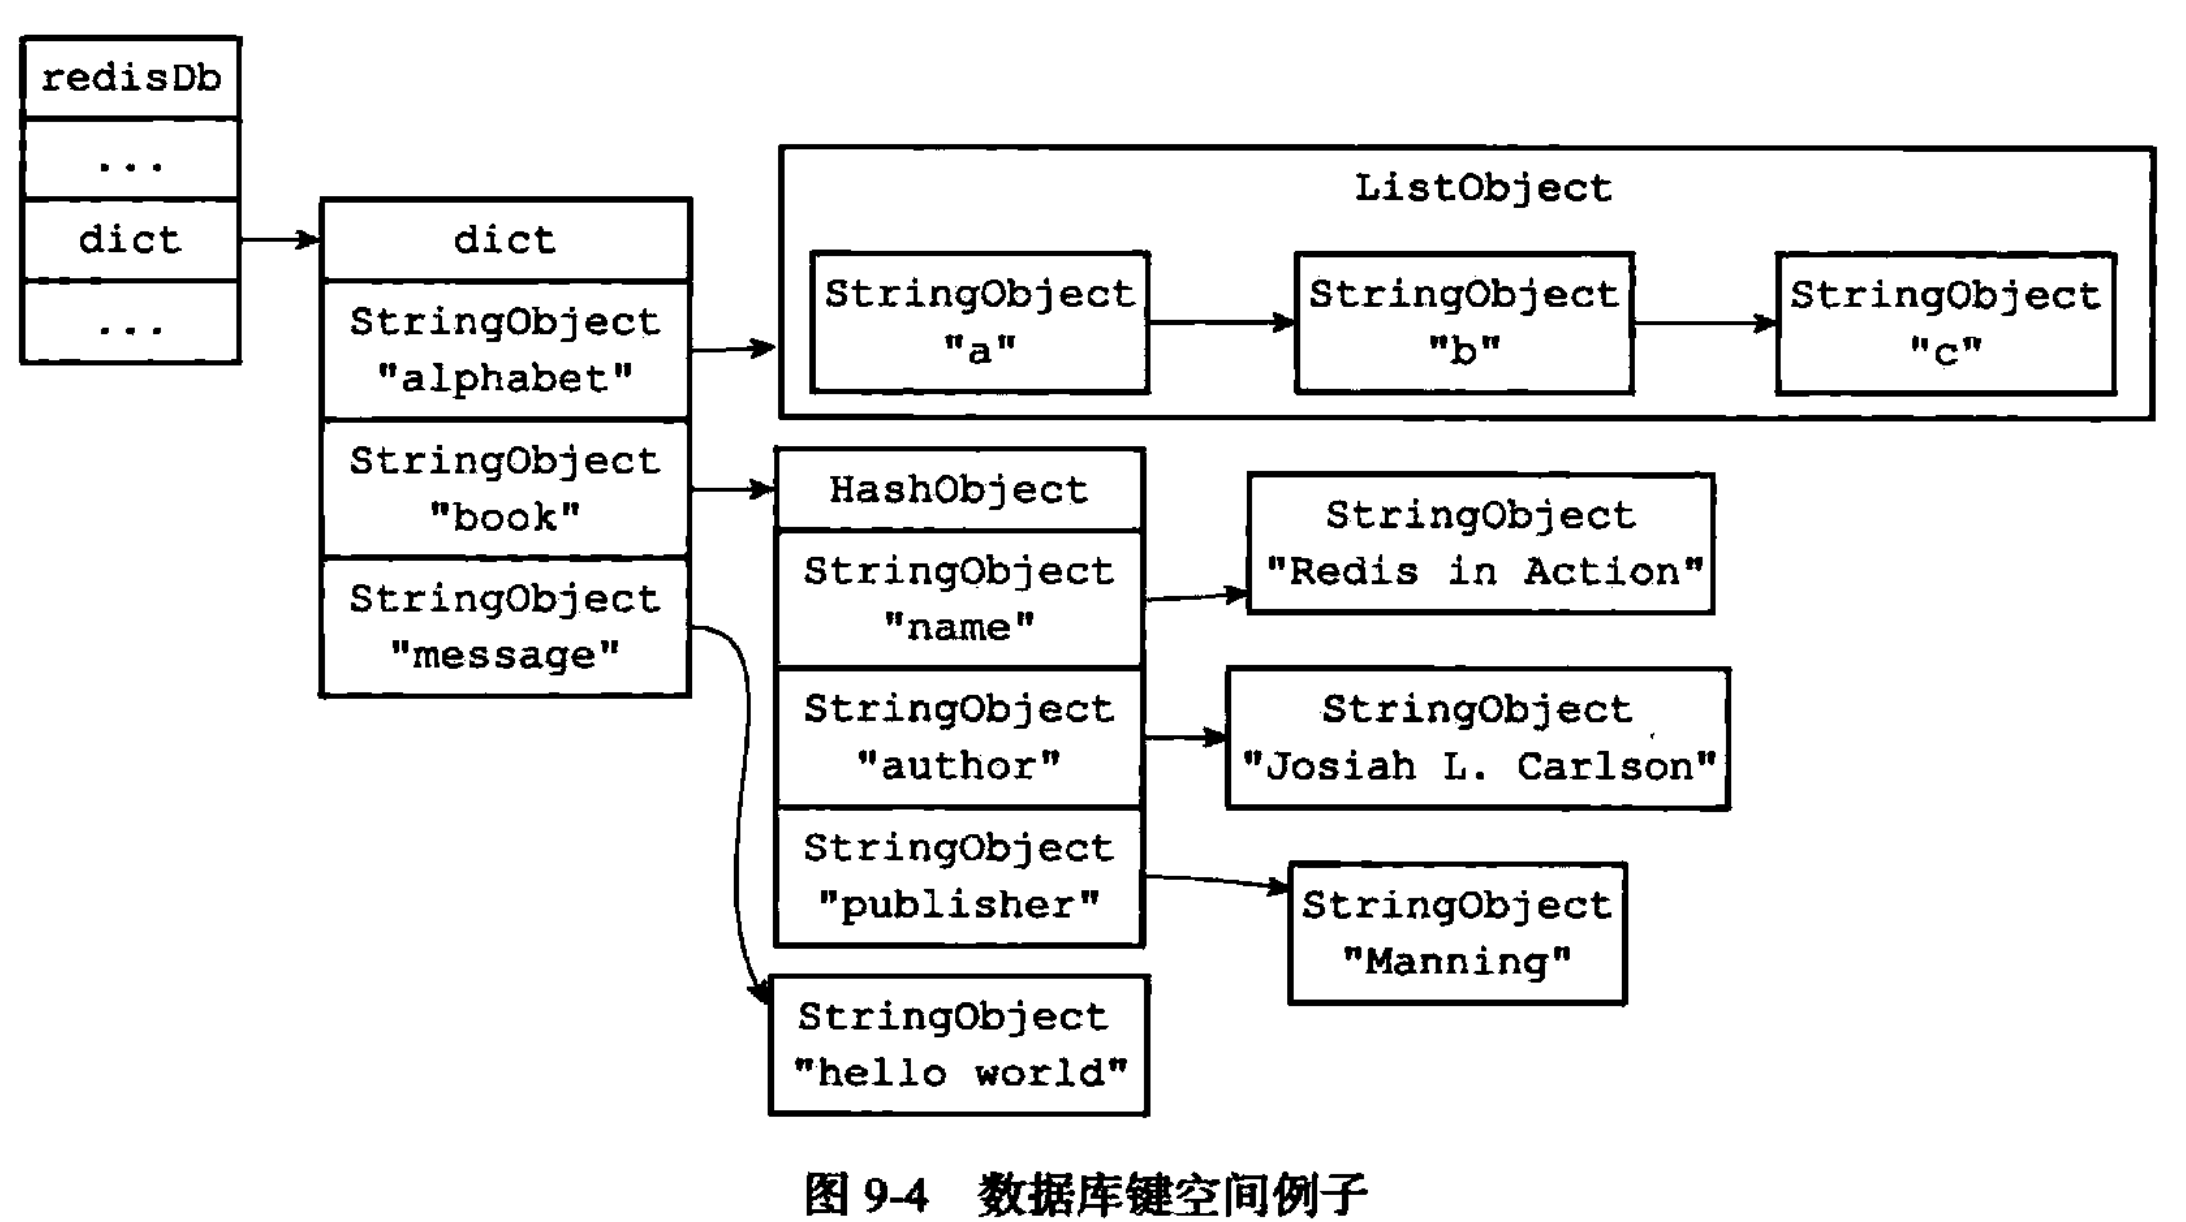 redisDb
...
dict
...
dict
StringObject
"alphabet"
StringObject
"book"
StringObject
"message"
ListObject
StringObject
"a"
StringObject
"b"
StringObject
"c"
HashObject
StringObject
"name"
StringObject
"author"
StringObject
"publisher"
StringObject
"Redis in Action"
StringObject
"Josiah L. Carlson"
StringObject
"Manning"
StringObject
"hello world"
图 9-4 数据库键空间例子